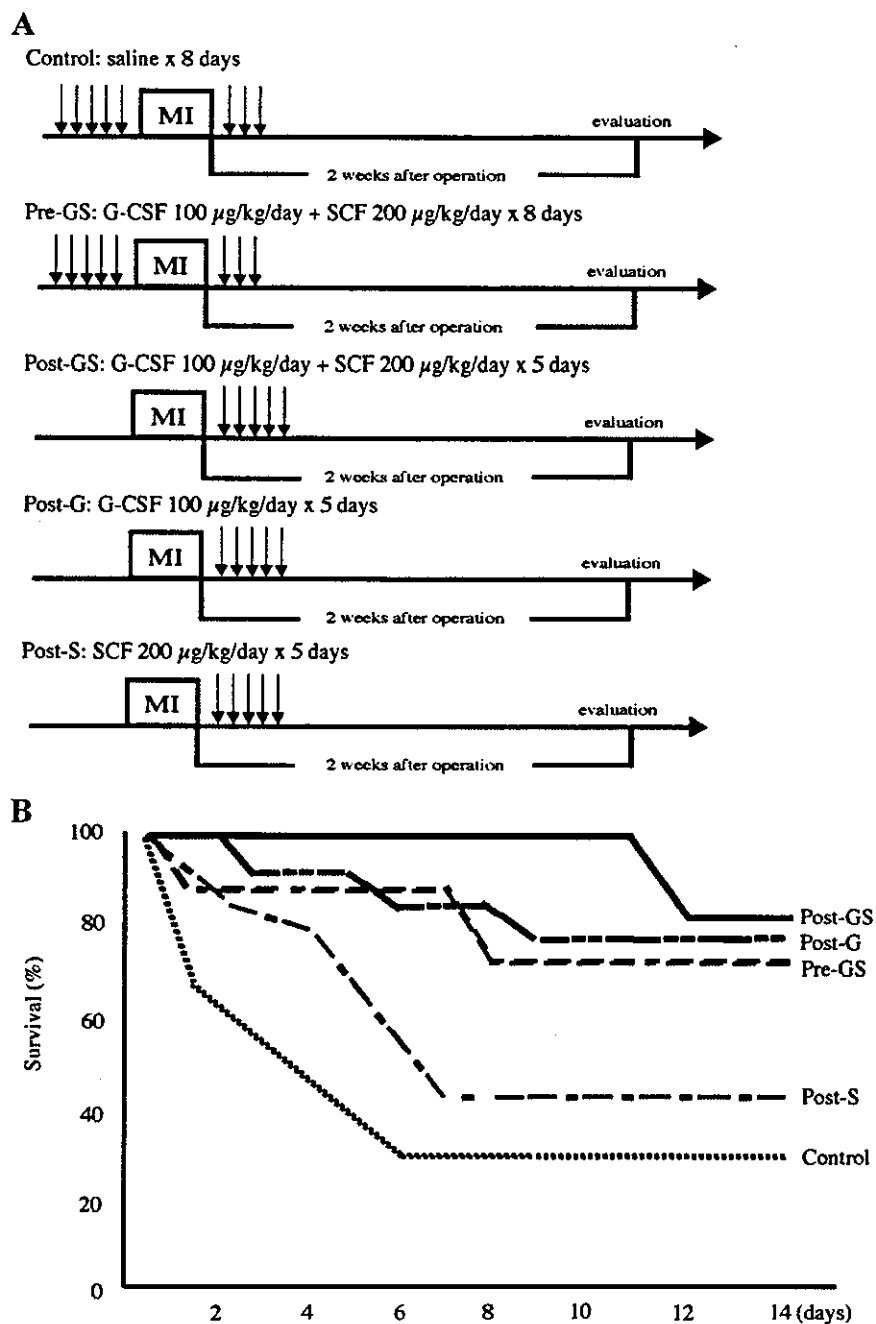 A
Control: saline x 8 days
MI
evaluation
2 weeks after operation
Pre-GS: G-CSF 100 µg/kg/day + SCF 200 µg/kg/day x 8 days
MI
evaluation
2 weeks after operation
Post-GS: G-CSF 100 µg/kg/day + SCF 200 µg/kg/day x 5 days
MI
evaluation
2 weeks after operation
Post-G: G-CSF 100 µg/kg/day x 5 days
MI
evaluation
2 weeks after operation
Post-S: SCF 200 µg/kg/day x 5 days
MI
evaluation
2 weeks after operation
B
100
80
60
40
20
0
Survival (%)
Post-GS
Post-G
Pre-GS
Post-S
Control
2 4 6 8 10 12 14 (days)